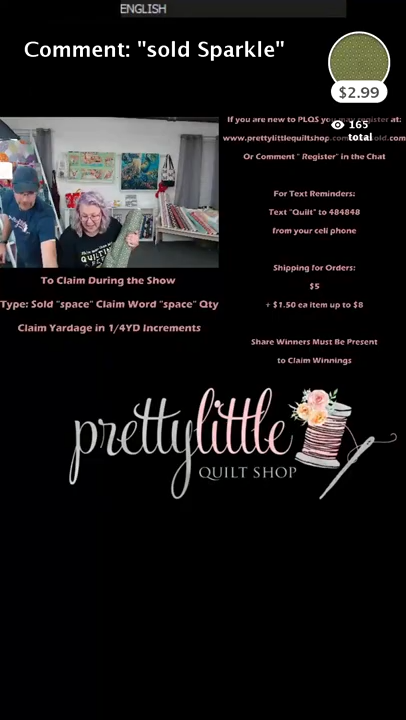 ENGLISH
Comment: "sold Sparkle"
$2.99
If you are new to PLQS you may register at:
165
www.prettylittlequiltshop.com
total
Or Comment " Register" in the Chat
For Text Reminders:
Text "Quilt" to 484848
from your cell phone
Shipping for Orders:
$5
+ $1.50 ea item up to $8
Share Winners Must Be Present
to Claim Winnings
To Claim During the Show
Type: Sold "space" Claim Word "space" Qty
Claim Yardage in 1/4YD Increments
prettylittle
QUILT SHOP